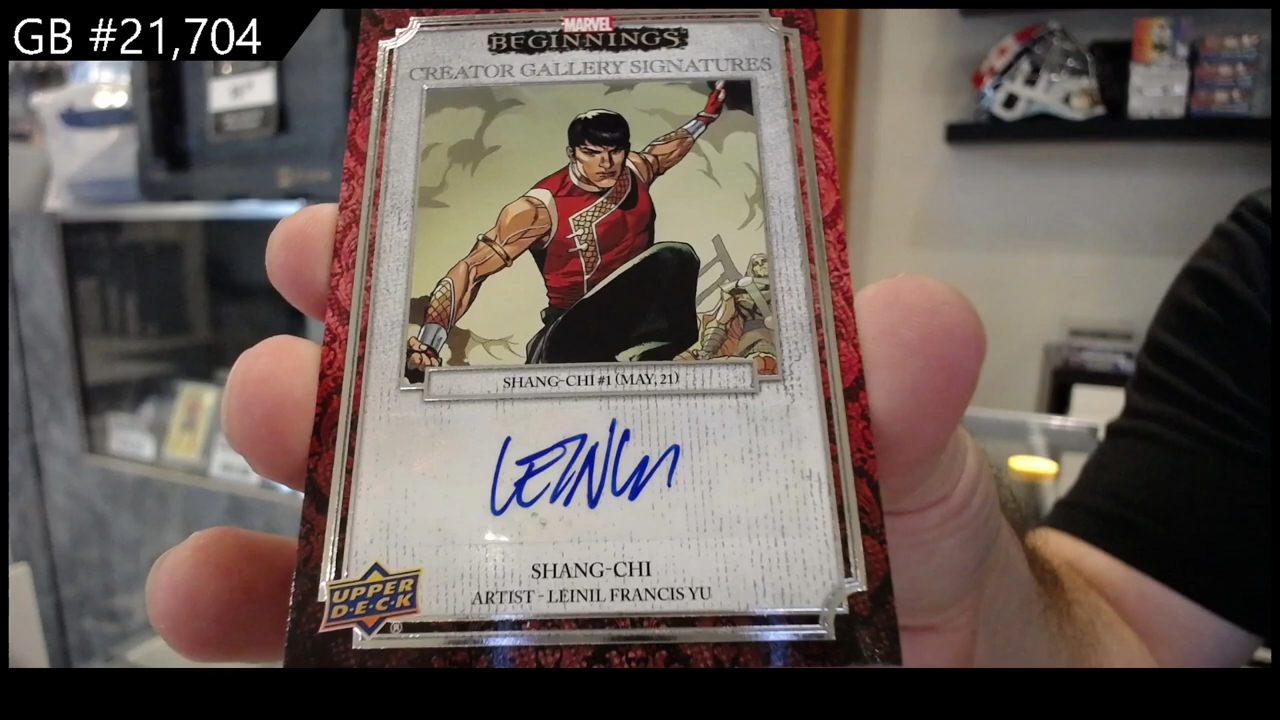 GB #21,704
MARVEL
BEGINNINGS
CREATOR GALLERY SIGNATURES
SHANG-CHI #1 (MAY, 21)
SHANG-CHI
ARTIST - LEINIL FRANCIS YU
UPPER
D·E·C·K
®